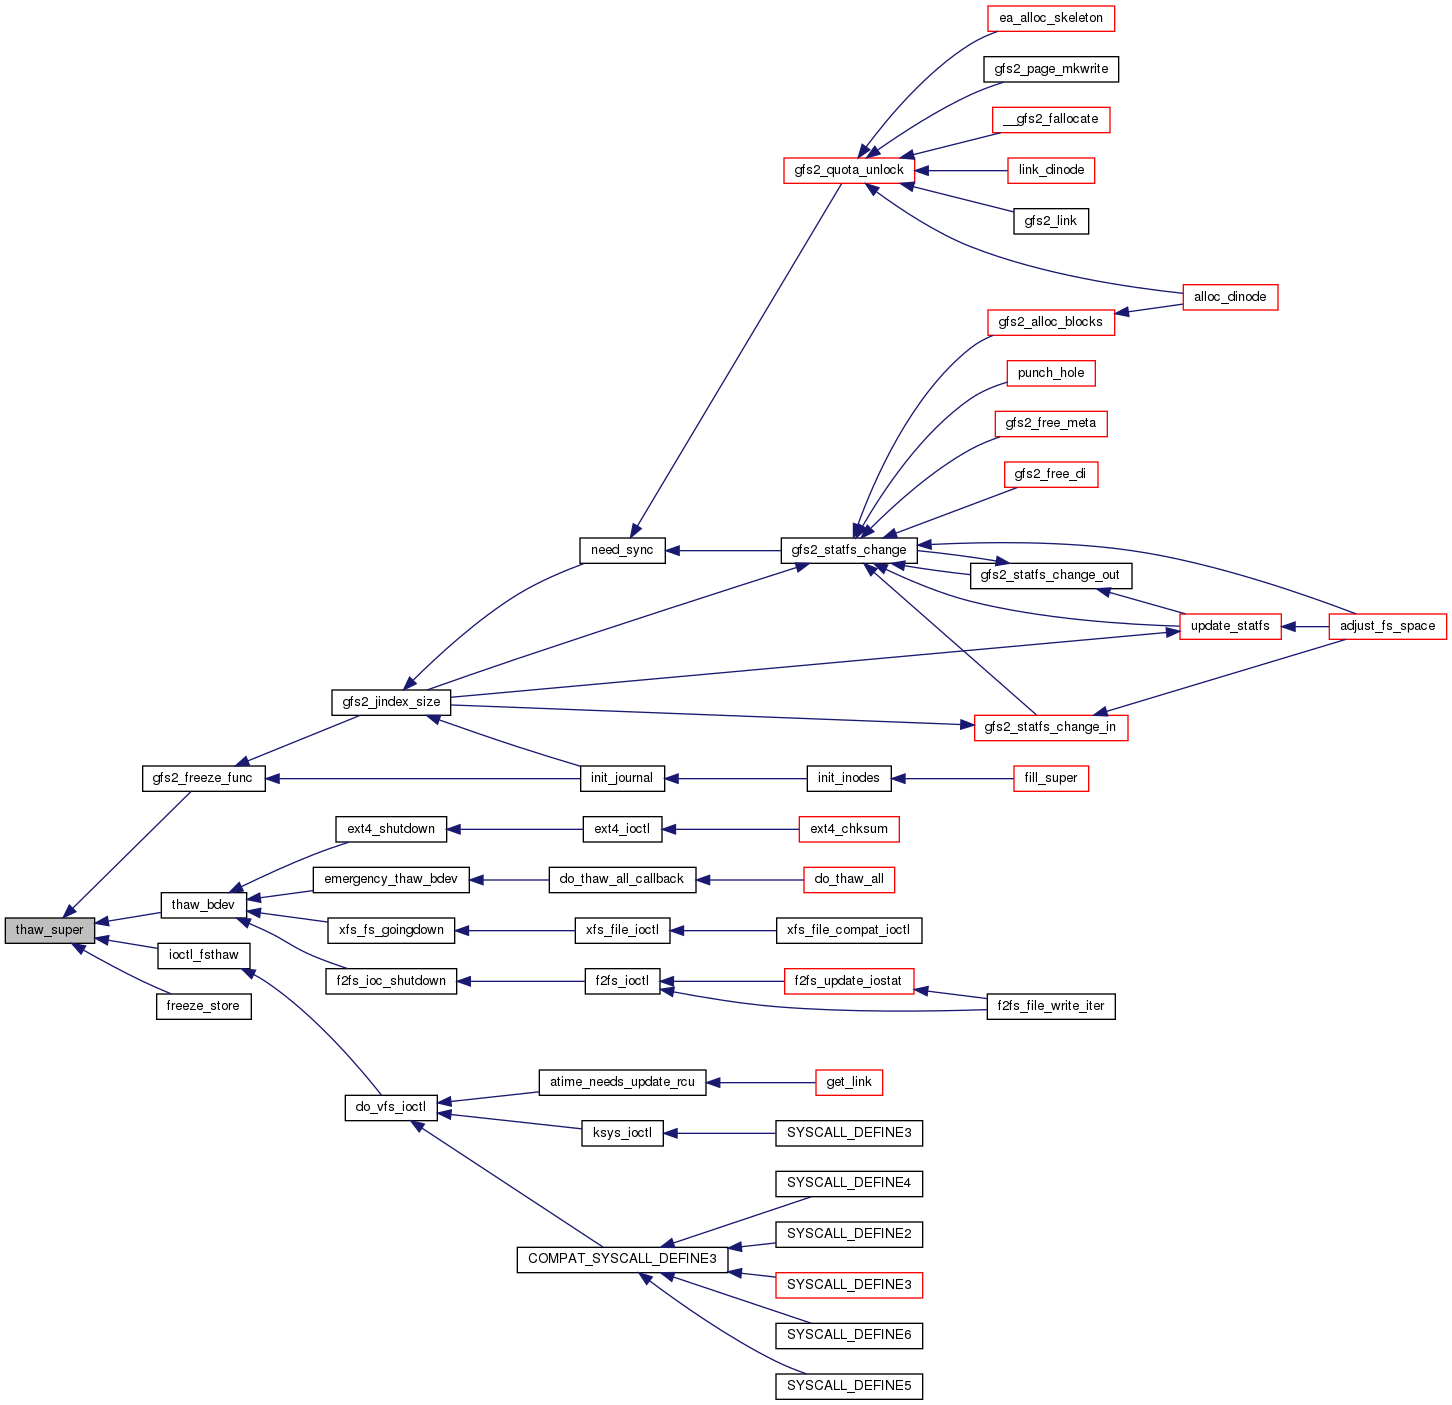 ea_alloc_skeleton
gfs2_page_mkwrite
__gfs2_fallocate
gfs2_quota_unlock
link_dinode
gfs2_link
alloc_dinode
gfs2_alloc_blocks
punch_hole
gfs2_free_meta
gfs2_free_di
need_sync
gfs2_statfs_change
gfs2_statfs_change_out
update_statfs
adjust_fs_space
gfs2_jindex_size
gfs2_statfs_change_in
gfs2_freeze_func
init_journal
init_inodes
fill_super
ext4_shutdown
ext4_ioctl
ext4_chksum
emergency_thaw_bdev
do_thaw_all_callback
do_thaw_all
thaw_bdev
thaw_super
xfs_fs_goingdown
xfs_file_ioctl
xfs_file_compat_ioctl
ioctl_fsthaw
f2fs_ioc_shutdown
f2fs_ioctl
f2fs_update_iostat
freeze_store
f2fs_file_write_iter
atime_needs_update_rcu
get_link
do_vfs_ioctl
ksys_ioctl
SYSCALL_DEFINE3
SYSCALL_DEFINE4
SYSCALL_DEFINE2
COMPAT_SYSCALL_DEFINE3
SYSCALL_DEFINE3
SYSCALL_DEFINE6
SYSCALL_DEFINE5